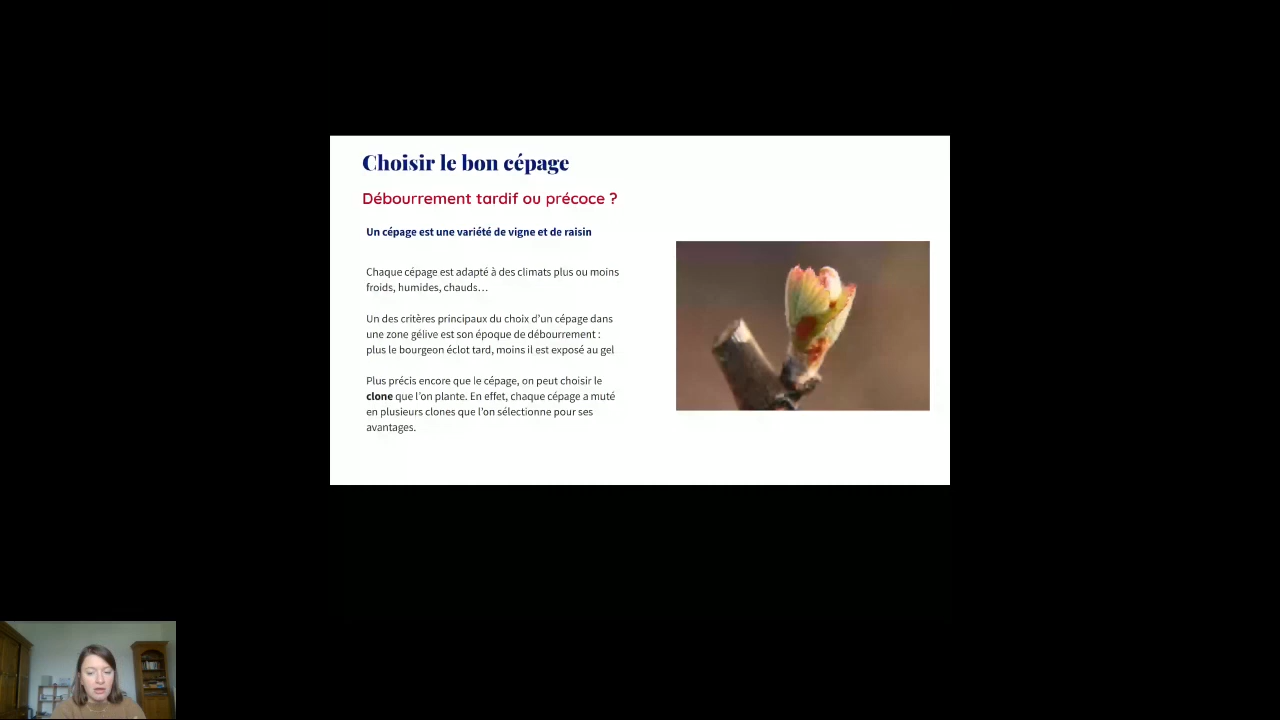 Choisir le bon cépage
Débourrement tardif ou précoce ?
Un cépage est une variété de vigne et de raisin
Chaque cépage est adapté à des climats plus ou moins
froids, humides, chauds…
Un des critères principaux du choix d'un cépage dans
une zone gélive est son époque de débourrement :
plus le bourgeon éclot tard, moins il est exposé au gel
Plus précis encore que le cépage, on peut choisir le
clone que l'on plante. En effet, chaque cépage a muté
en plusieurs clones que l'on sélectionne pour ses
avantages.